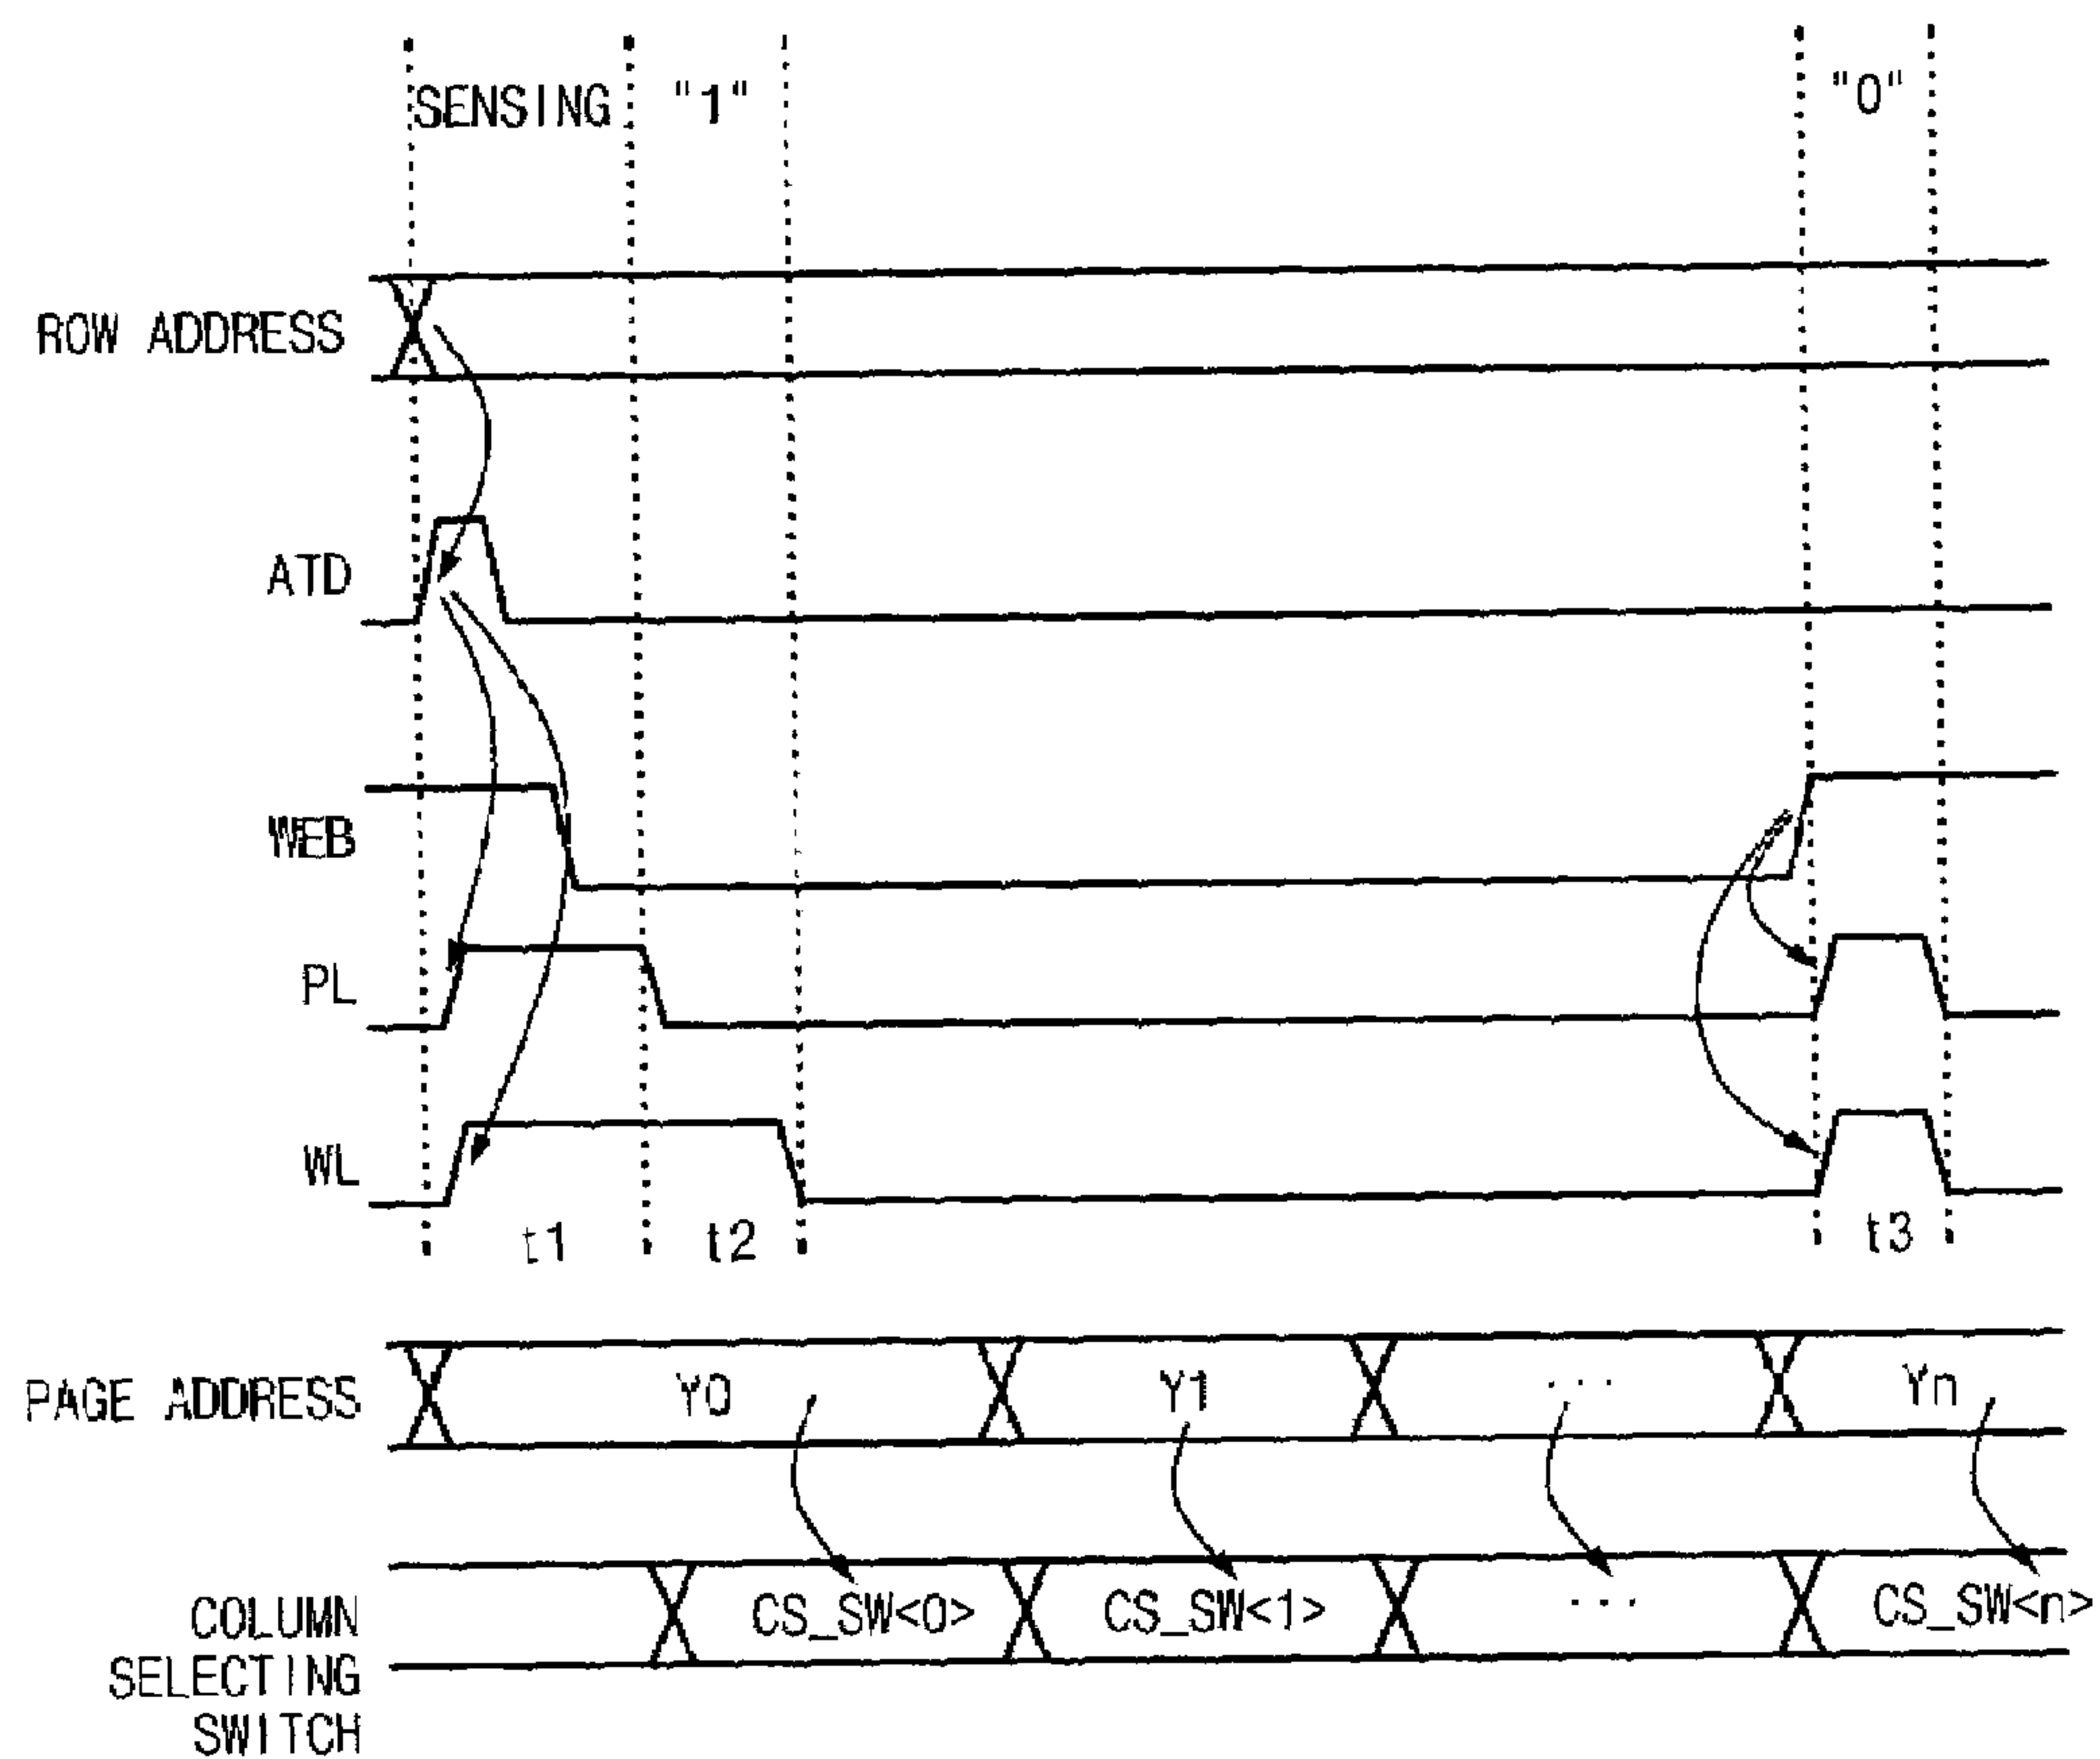 SENSING "1" "0"
ROW ADDRESS
ATD
WEB
PL
WL
t1 t2 t3
PAGE ADDRESS Y0 Y1 ... Yn
COLUMN SELECTING SWITCH CS_SW<0> CS_SW<1> ... CS_SW<n>